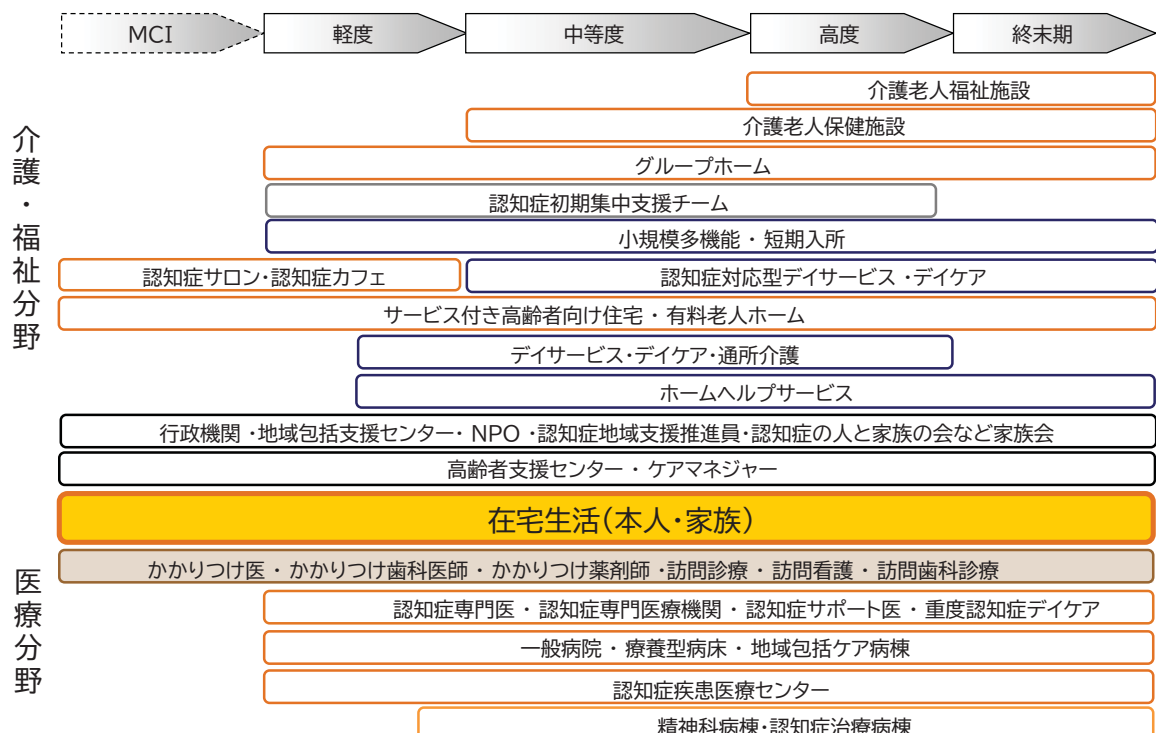 MCI
軽度
中等度
高度
終末期
介護・福祉分野
介護老人福祉施設
介護老人保健施設
グループホーム
認知症初期集中支援チーム
小規模多機能・短期入所
認知症サロン・認知症カフェ
認知症対応型デイサービス・デイケア
サービス付き高齢者向け住宅・有料老人ホーム
デイサービス・デイケア・通所介護
ホームヘルプサービス
行政機関・地域包括支援センター・NPO・認知症地域支援推進員・認知症の人と家族の会など家族会
高齢者支援センター・ケアマネジャー
在宅生活(本人・家族)
医療分野
かかりつけ医・かかりつけ歯科医師・かかりつけ薬剤師・訪問診療・訪問看護・訪問歯科診療
認知症専門医・認知症専門医療機関・認知症サポート医・重度認知症デイケア
一般病院・療養型病床・地域包括ケア病棟
認知症疾患医療センター
精神科病棟・認知症治療病棟